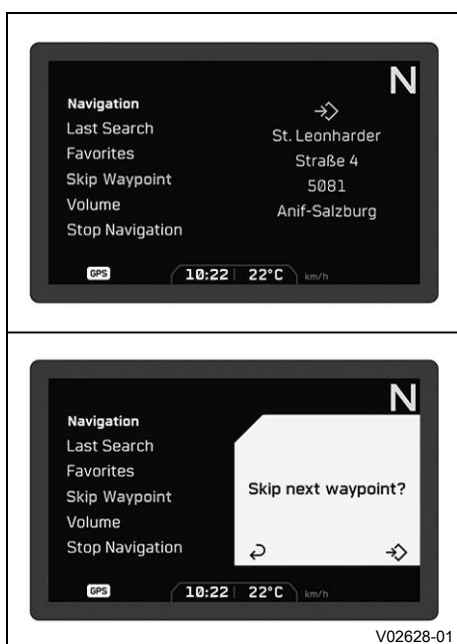 N
Navigation
Last Search
Favorites
Skip Waypoint
Volume
Stop Navigation
St. Leonharder
Straße 4
5081
Anif-Salzburg
GPS 10:22 22°C km/h
N
Navigation
Last Search
Favorites
Skip Waypoint
Volume
Stop Navigation
Skip next waypoint?
GPS 10:22 22°C km/h
V02628-01